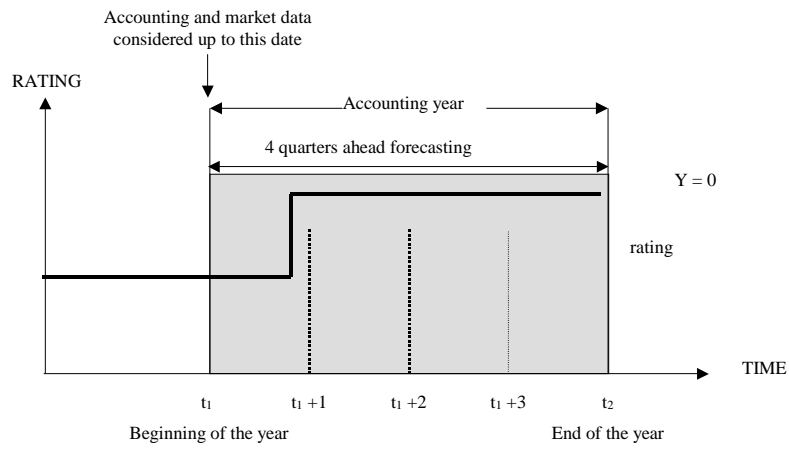 Accounting and market data
considered up to this date
RATING
Accounting year
4 quarters ahead forecasting
Y = 0
rating
TIME
t₁ t₁ +1 t₁ +2 t₁ +3 t₂
Beginning of the year End of the year